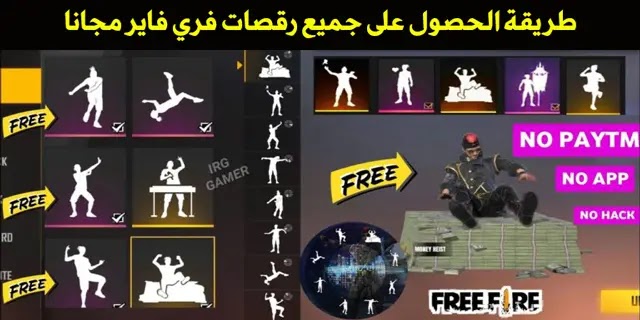 طريقة الحصول على جميع رقصات فري فاير مجانا
FREE
FREE
FREE
IRG
GAMER
FREE
NO PAYTM
NO APP
NO HACK
MONEY HEIST
FREE FIRE